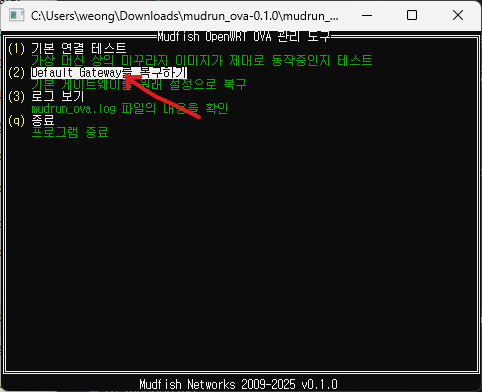 C:\Users\weong\Downloads\mudrun_ova-0.1.0\mudrun_...
Mudfish OpenWRT OVA 관리 도구
(1) 기본 연결 테스트
가상 머신 상의 미꾸라지 이미지가 제대로 동작중인지 테스트
(2) Default Gateway를 복구하기
기본 게이트웨이를 원래 설정으로 복구
(3) 로그 보기
mudrun_ova.log 파일의 내용을 확인
(q) 종료
프로그램 종료
Mudfish Networks 2009-2025 v0.1.0